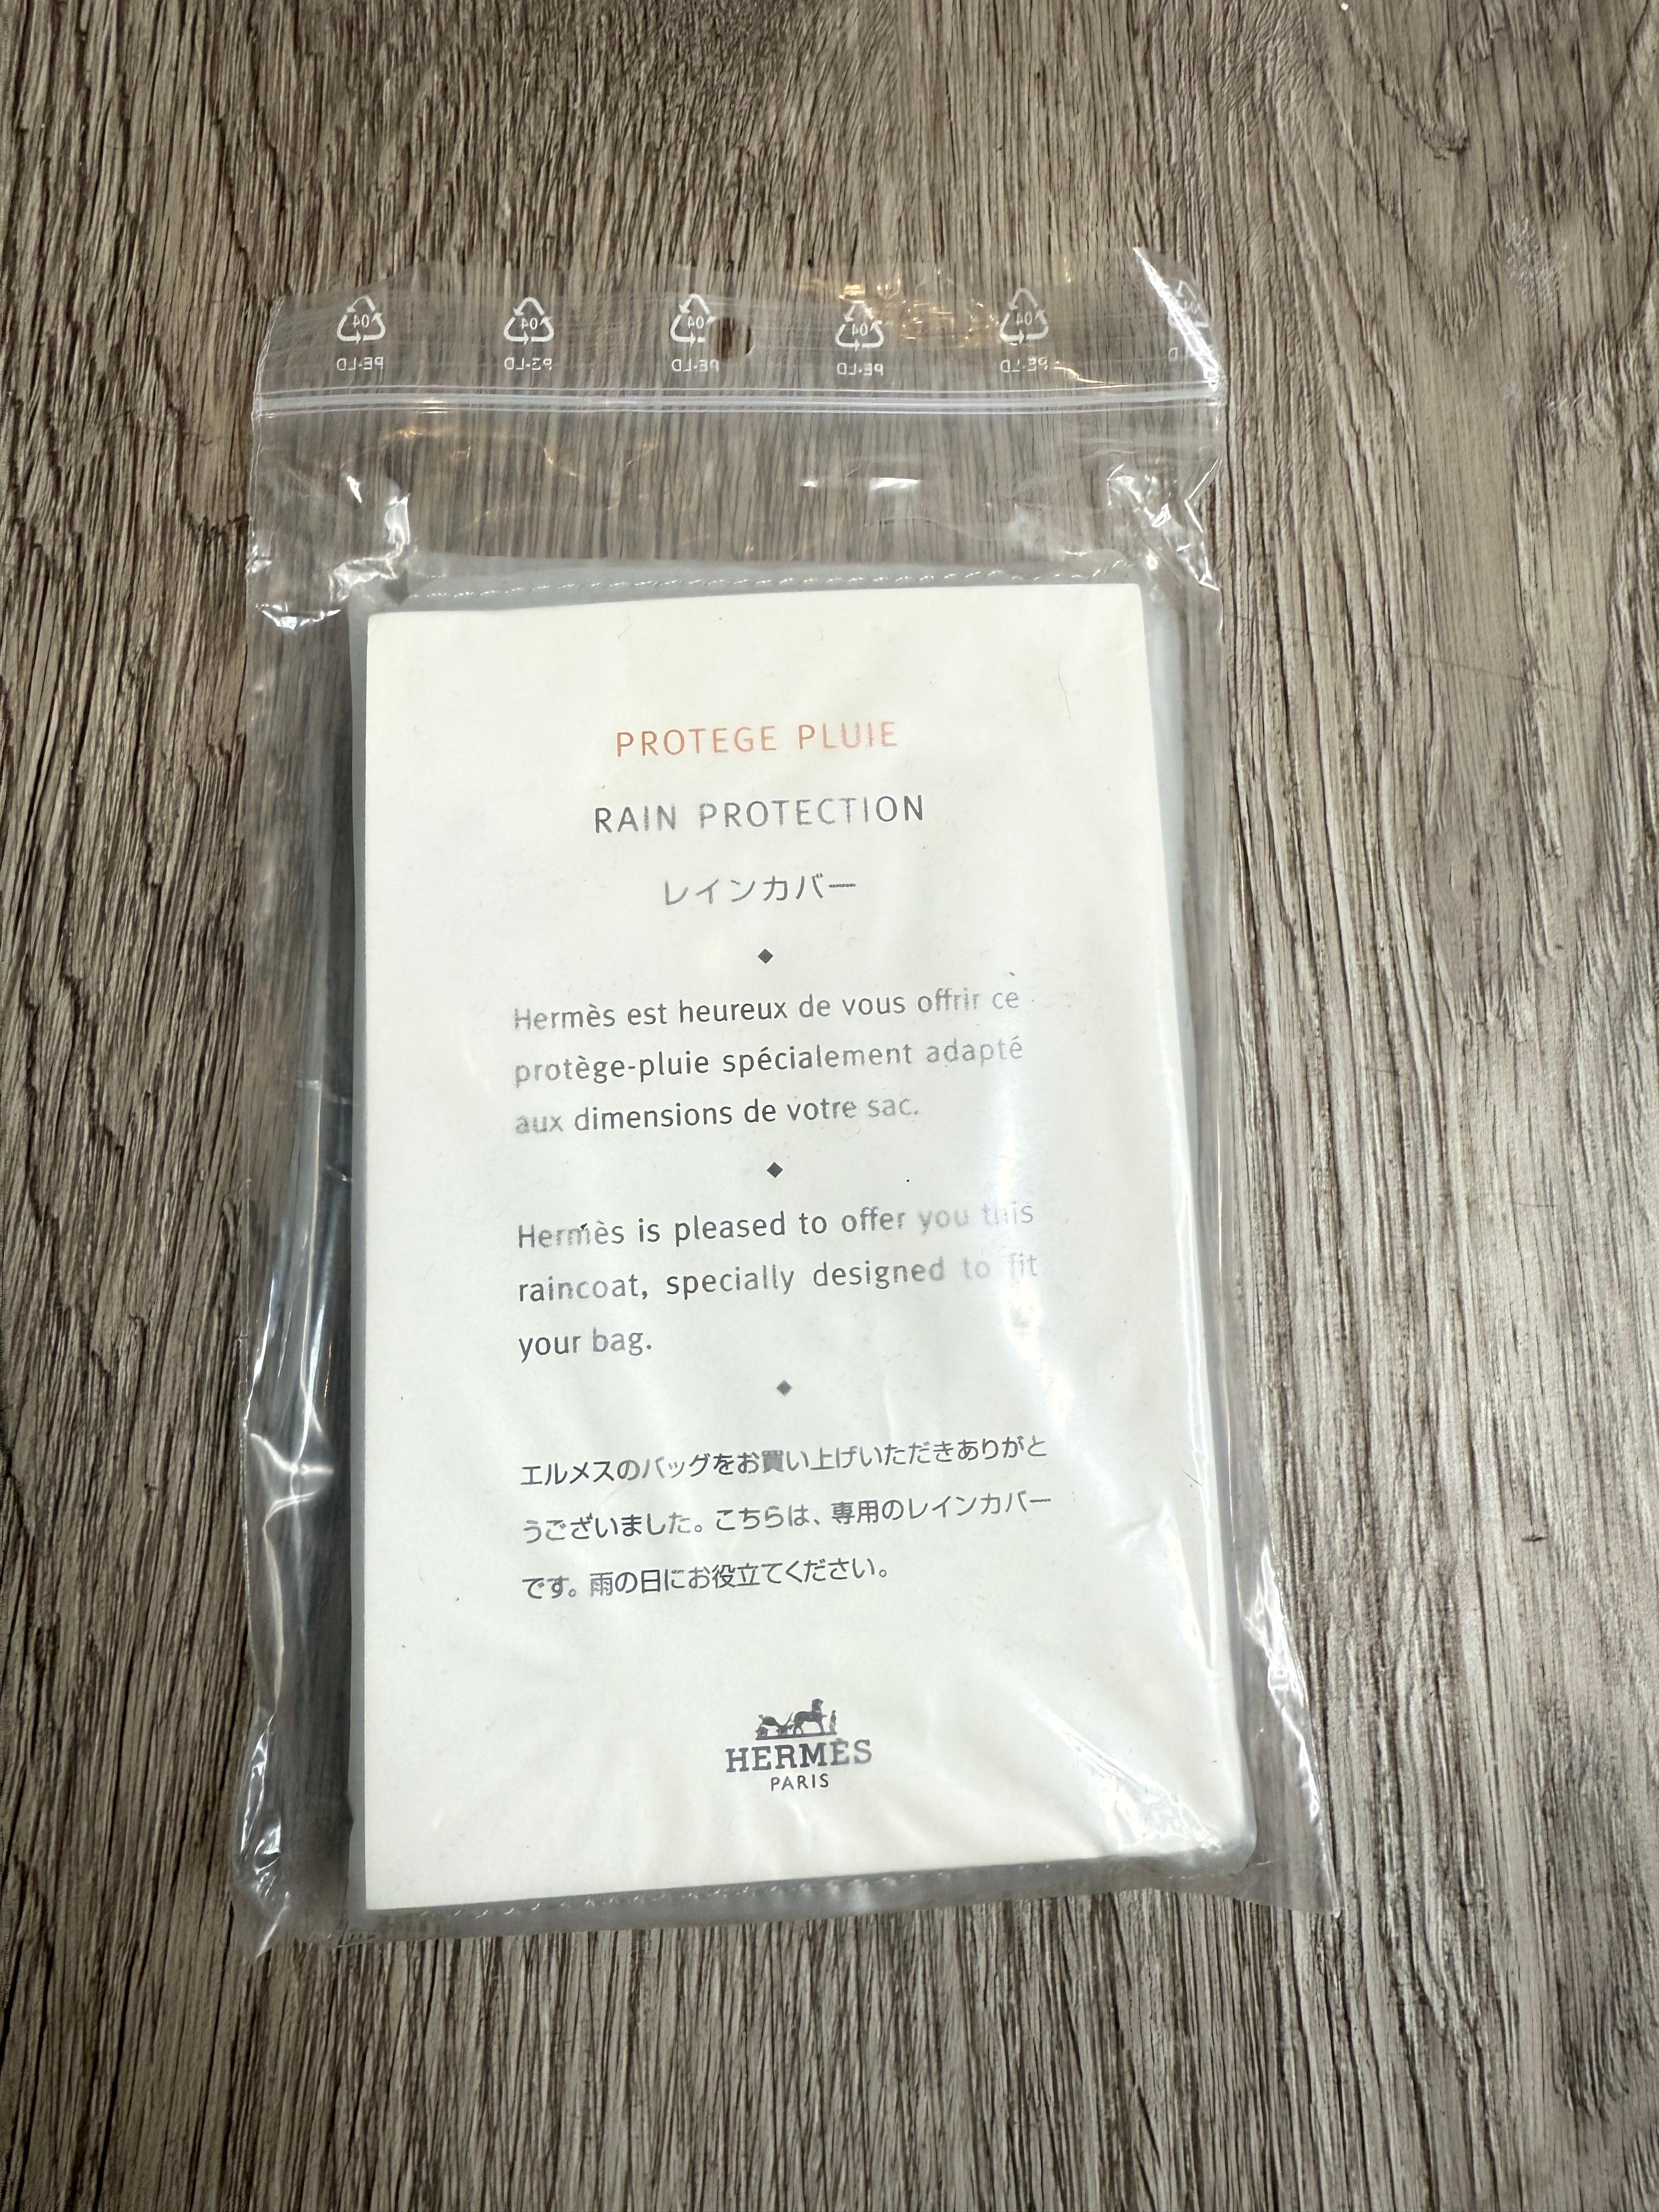 04 04 04 04 04
PE-LD PE-LD PE-LD PE-LD PE-LD LD
PROTEGE PLUIE
RAIN PROTECTION
レインカバー
Hermès est heureux de vous offrir ce
protège-pluie spécialement adapté
aux dimensions de votre sac.
Hermès is pleased to offer you this
raincoat, specially designed to fit
your bag.
エルメスのバッグをお買い上げいただきありがと
うございました。こちらは、専用のレインカバー
です。雨の日にお役立てください。
HERMÈS
PARIS